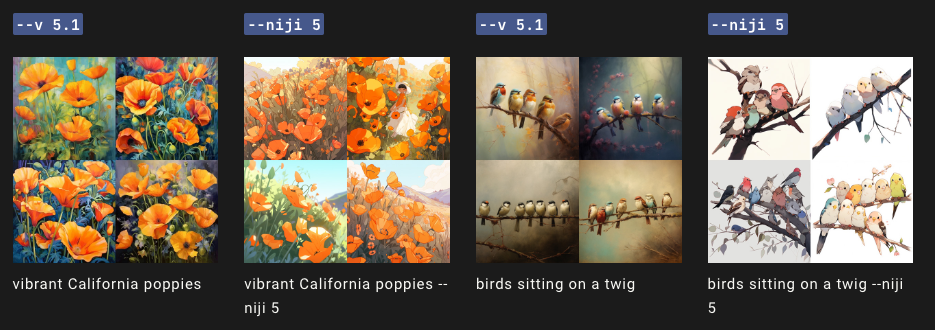 --v 5.1
--niji 5
--v 5.1
--niji 5
vibrant California poppies
vibrant California poppies --
niji 5
birds sitting on a twig
birds sitting on a twig --niji
5